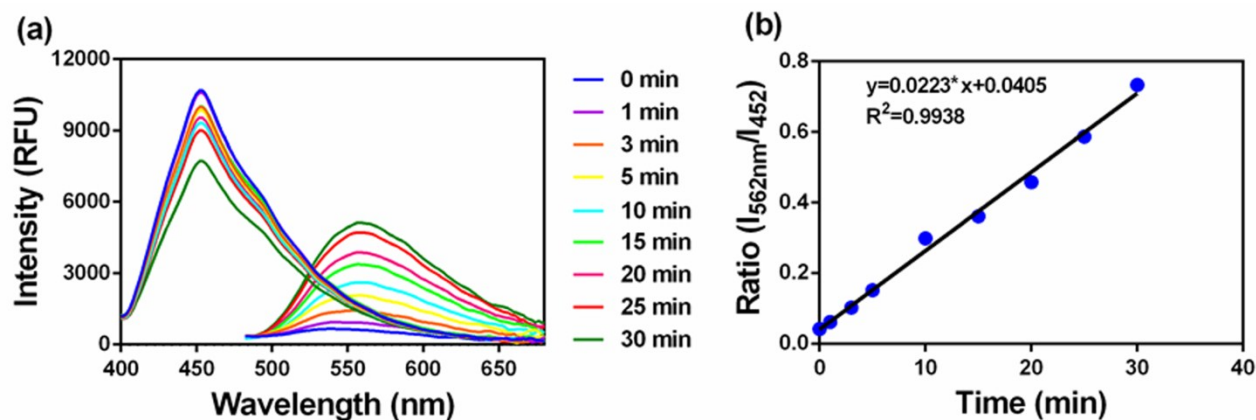 (a)
12000
9000
6000
3000
0
Intensity (RFU)
400 450 500 550 600 650
Wavelength (nm)
0 min
1 min
3 min
5 min
10 min
15 min
20 min
25 min
30 min
(b)
0.8
0.6
0.4
0.2
0.0
Ratio (I562nm/I452)
y=0.0223*x+0.0405
R²=0.9938
0 10 20 30 40
Time (min)